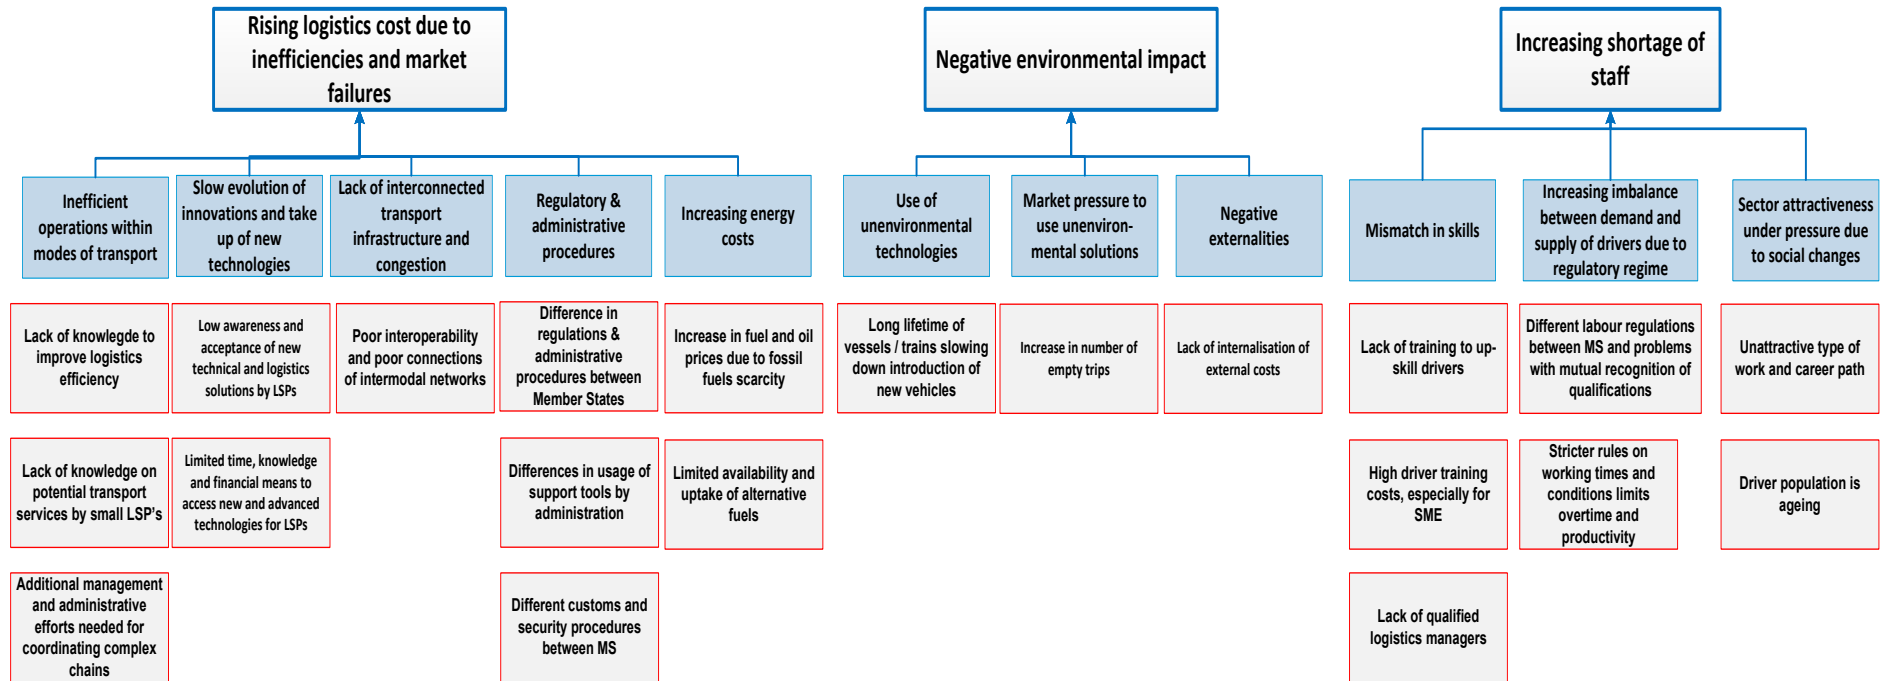 Rising logistics cost due to
inefficiencies and market
failures
Negative environmental impact
Increasing shortage of
staff
Inefficient
operations within
modes of transport
Slow evolution of
innovations and take
up of new
technologies
Lack of interconnected
transport
infrastructure and
congestion
Regulatory &
administrative
procedures
Increasing energy
costs
Use of
unenvironmental
technologies
Market pressure to
use unenviron-
mental solutions
Negative
externalities
Mismatch in skills
Increasing imbalance
between demand and
supply of drivers due to
regulatory regime
Sector attractiveness
under pressure due
to social changes
Lack of knowlegde to
improve logistics
efficiency
Low awareness and
acceptance of new
technical and logistics
solutions by LSPs
Poor interoperability
and poor connections
of intermodal networks
Difference in
regulations &
administrative
procedures between
Member States
Increase in fuel and oil
prices due to fossil
fuels scarcity
Long lifetime of
vessels / trains slowing
down introduction of
new vehicles
Increase in number of
empty trips
Lack of internalisation of
external costs
Lack of training to up-
skill drivers
Different labour regulations
between MS and problems
with mutual recognition of
qualifications
Unattractive type of
work and career path
Lack of knowledge on
potential transport
services by small LSP's
Limited time, knowledge
and financial means to
access new and advanced
technologies for LSPs
Differences in usage of
support tools by
administration
Limited availability and
uptake of alternative
fuels
High driver training
costs, especially for
SME
Stricter rules on
working times and
conditions limits
overtime and
productivity
Driver population is
ageing
Additional management
and administrative
efforts needed for
coordinating complex
chains
Different customs and
security procedures
between MS
Lack of qualified
logistics managers